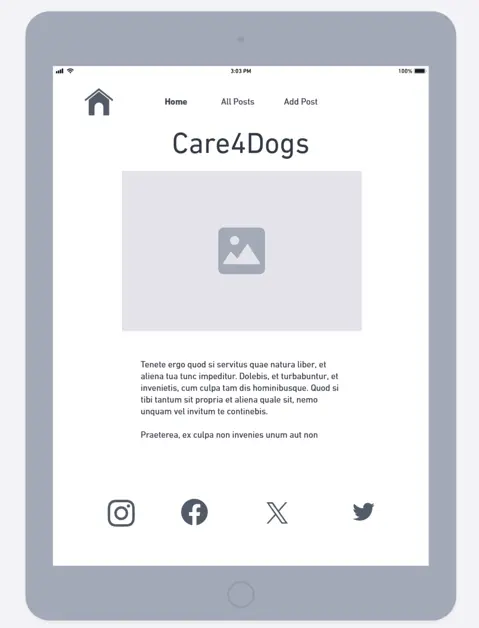 3:03 PM
100%
Home
All Posts
Add Post
Care4Dogs
Tenete ergo quod si servitus quae natura liber, et
aliena tua tunc impeditur. Dolebis, et turbabuntur, et
invenietis, cum culpa tam dis hominibusque. Quod si
tibi tantum sit propria et aliena quale sit, nemo
unquam vel invitum te continebis.
Praeterea, ex culpa non invenies unum aut non